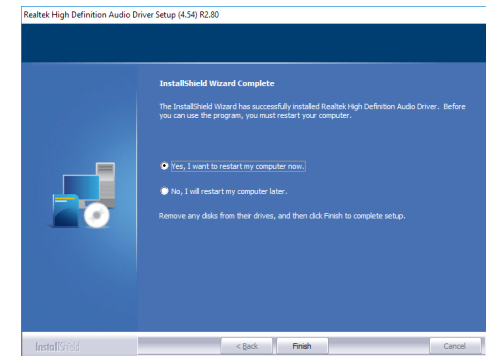 Realtek High Definition Audio Driver Setup (4.54) R2.80
InstallShield Wizard Complete
The InstallShield Wizard has successfully installed Realtek High Definition Audio Driver. Before
you can use the program, you must restart your computer.
Yes, I want to restart my computer now.
No, I will restart my computer later.
Remove any disks from their drives, and then click Finish to complete setup.
InstallShield
< Back
Finish
Cancel